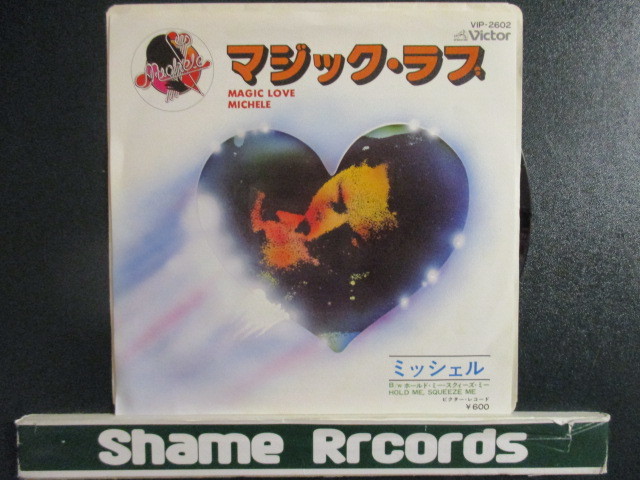 VIP-2602
Victor
Michele
マジック・ラブ
MAGIC LOVE
MICHELE
ミッシェル
B/W ホールド・ミー・スクィーズ・ミー
HOLD ME, SQUEEZE ME
ビクター・レコード
￥600
Shame Rrcords